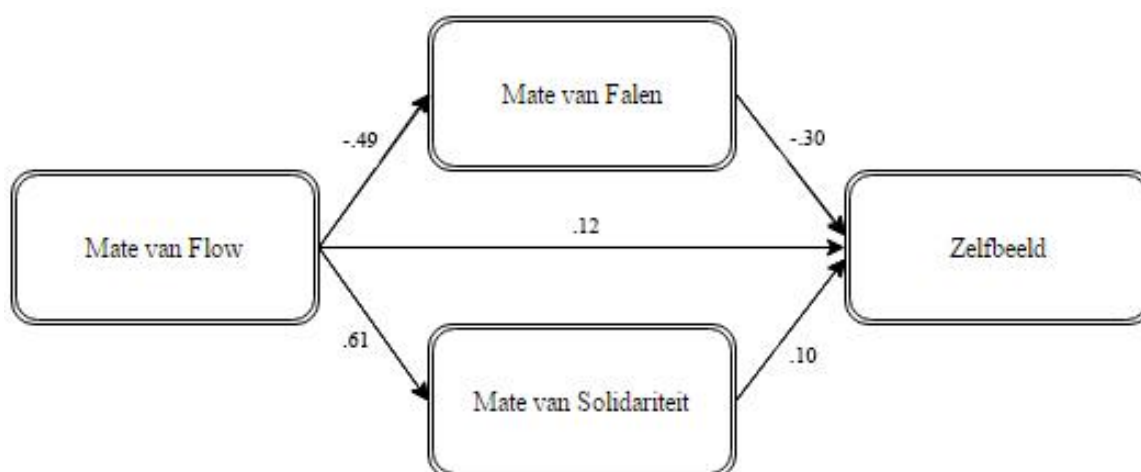 Mate van Falen
-.49
-.30
Mate van Flow
.12
Zelfbeeld
.61
.10
Mate van Solidariteit